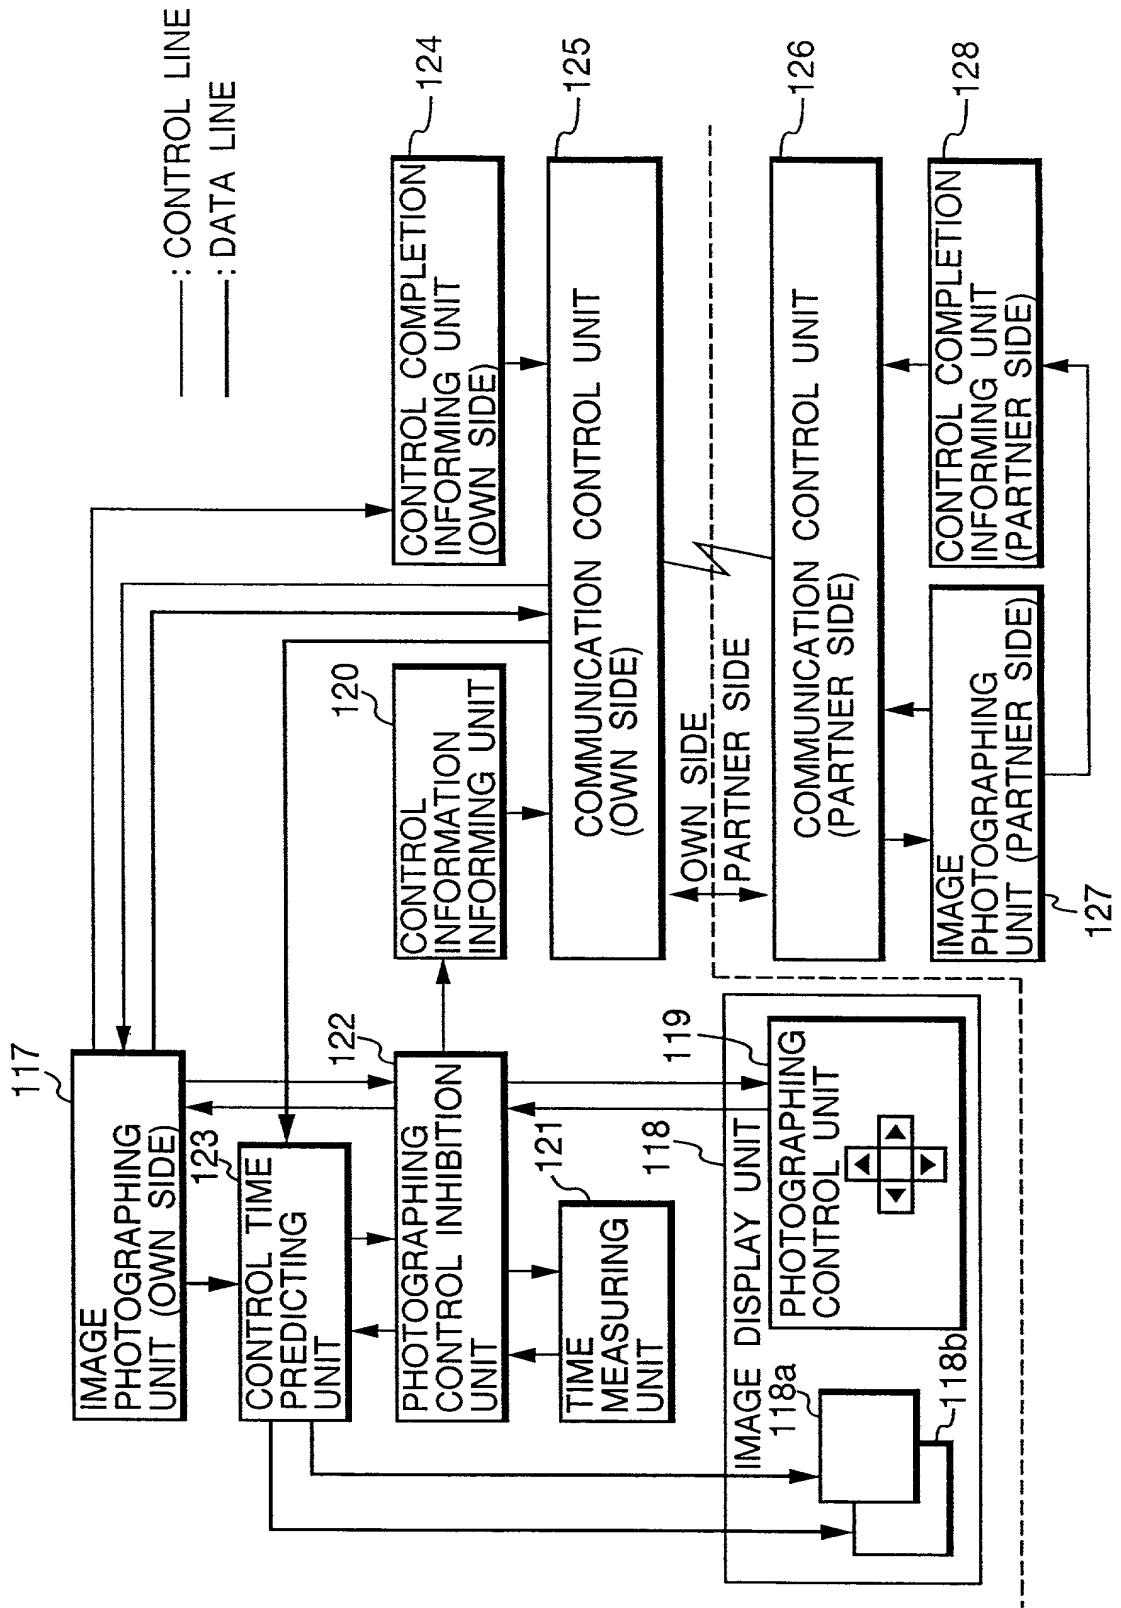 : CONTROL LINE
: DATA LINE
117
IMAGE
PHOTOGRAPHING
UNIT (OWN SIDE)
123
CONTROL TIME
PREDICTING
UNIT
122
PHOTOGRAPHING
CONTROL INHIBITION
UNIT
121
TIME
MEASURING
UNIT
120
CONTROL
INFORMATION
INFORMING UNIT
124
CONTROL COMPLETION
INFORMING UNIT
(OWN SIDE)
125
COMMUNICATION CONTROL UNIT
(OWN SIDE)
OWN SIDE
PARTNER SIDE
126
COMMUNICATION CONTROL UNIT
(PARTNER SIDE)
127
IMAGE
PHOTOGRAPHING
UNIT (PARTNER SIDE)
128
CONTROL COMPLETION
INFORMING UNIT
(PARTNER SIDE)
118
IMAGE DISPLAY UNIT
118a
118b
119
PHOTOGRAPHING
CONTROL UNIT